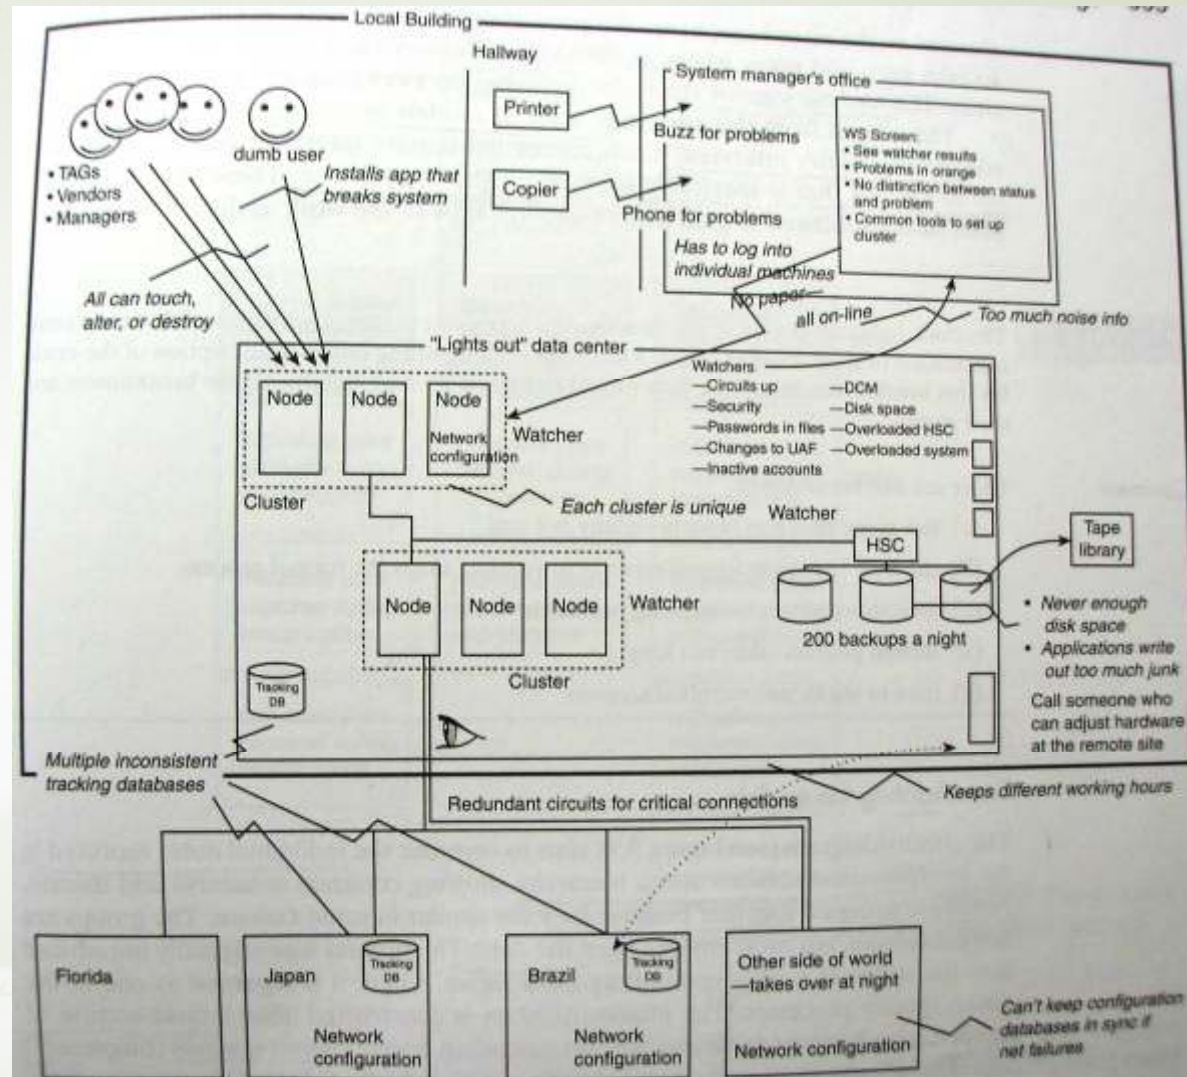 Local Building
Hallway
System manager's office
Printer
Buzz for problems
Copier
Phone for problems
Has to log into
individual machines
No paper
all on-line
Too much noise info
WS Screen:
• See watcher results
• Problems in orange
• No distinction between status
and problem
• Common tools to set up
cluster
• TAGs
• Vendors
• Managers
dumb user
Installs app that
breaks system
All can touch,
alter, or destroy
"Lights out" data center
Node
Node
Node
Network
configuration
Watcher
Cluster
Each cluster is unique
Watchers
—Circuits up
—Security
—Passwords in files
—Changes to UAF
—Inactive accounts
—DCM
—Disk space
—Overloaded HSC
—Overloaded system
Watcher
HSC
Tape
library
200 backups a night
• Never enough
disk space
• Applications write
out too much junk
Call someone who
can adjust hardware
at the remote site
Node
Node
Node
Watcher
Cluster
Tracking
DB
Multiple inconsistent
tracking databases
Redundant circuits for critical connections
Keeps different working hours
Florida
Japan
Tracking
DB
Network
configuration
Brazil
Tracking
DB
Network
configuration
Other side of world
—takes over at night
Network configuration
Can't keep configuration
databases in sync if
net failures